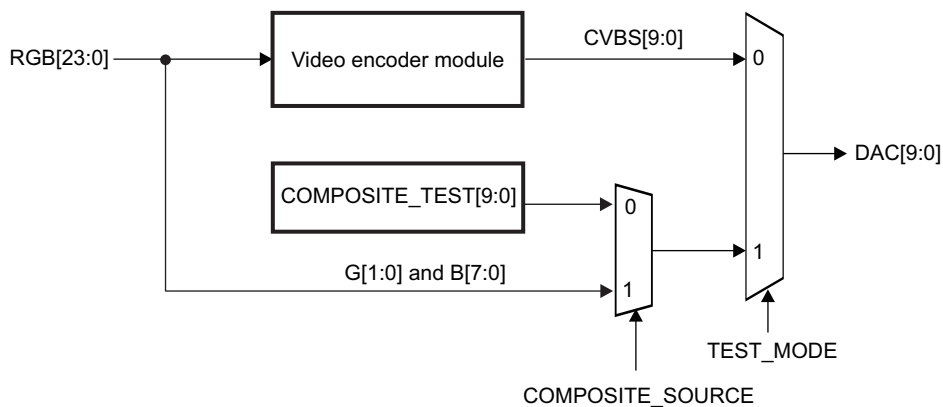 CVBS[9:0]
RGB[23:0]
Video encoder module
0
DAC[9:0]
COMPOSITE_TEST[9:0]
0
1
G[1:0] and B[7:0]
1
TEST_MODE
COMPOSITE_SOURCE